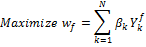 Maximize w_f = \sum_{k=1}^{N} \beta_k Y_k^f